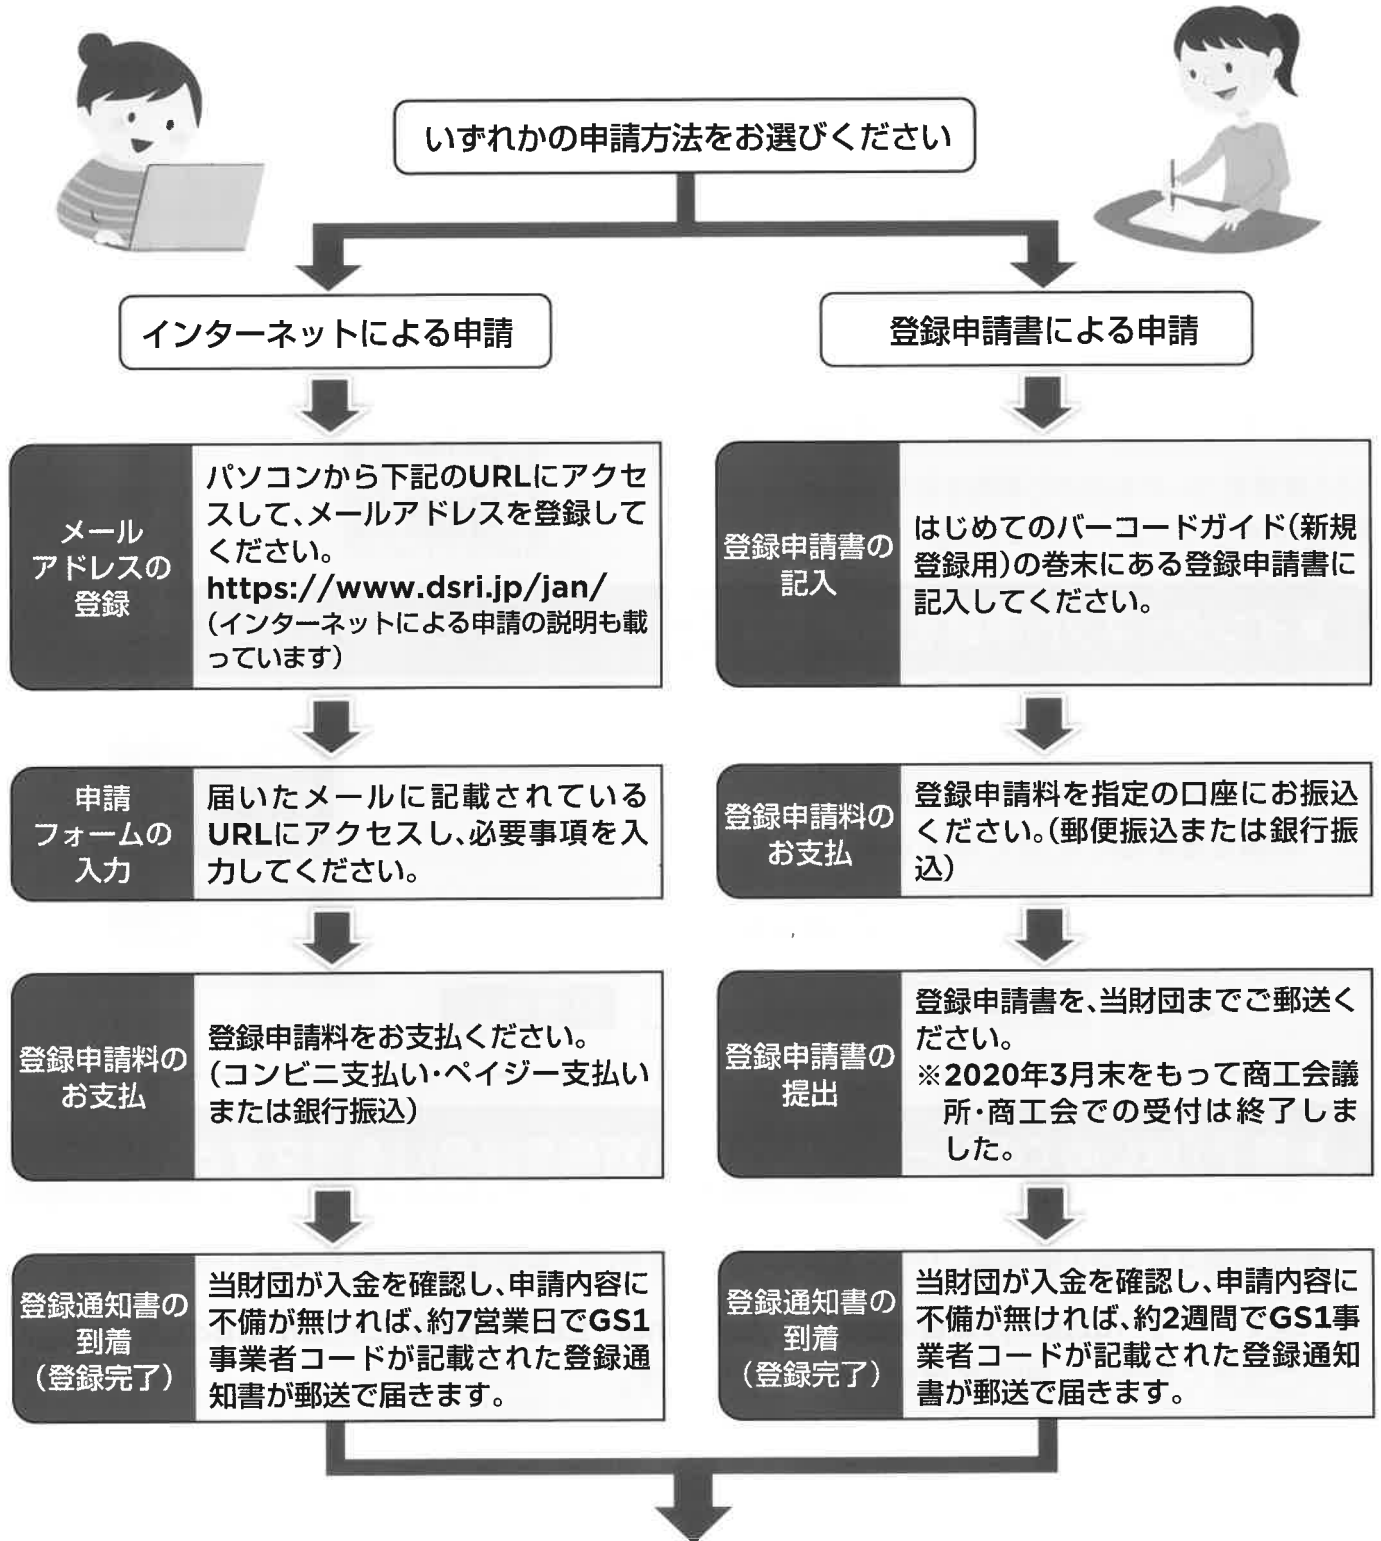 いずれかの申請方法をお選びください
インターネットによる申請
メール
アドレスの
登録
パソコンから下記のURLにアクセ
スして、メールアドレスを登録して
ください。
https://www.dsri.jp/jan/
（インターネットによる申請の説明も載
っています）
申請
フォームの
入力
届いたメールに記載されている
URLにアクセスし、必要事項を入
力してください。
登録申請料の
お支払
登録申請料をお支払ください。
（コンビニ支払い・ペイジー支払い
または銀行振込）
登録通知書の
到着
（登録完了）
当財団が入金を確認し、申請内容に
不備が無ければ、約7営業日でGS1
事業者コードが記載された登録通
知書が郵送で届きます。
登録申請書による申請
登録申請書の
記入
はじめてのバーコードガイド（新規
登録用）の巻末にある登録申請書に
記入してください。
登録申請料の
お支払
登録申請料を指定の口座にお振込
ください。（郵便振込または銀行振
込）
登録申請書の
提出
登録申請書を、当財団までご郵送く
ださい。
※2020年3月末をもって商工会議
所・商工会での受付は終了しま
した。
登録通知書の
到着
（登録完了）
当財団が入金を確認し、申請内容に
不備が無ければ、約2週間でGS1事
業者コードが記載された登録通知
書が郵送で届きます。